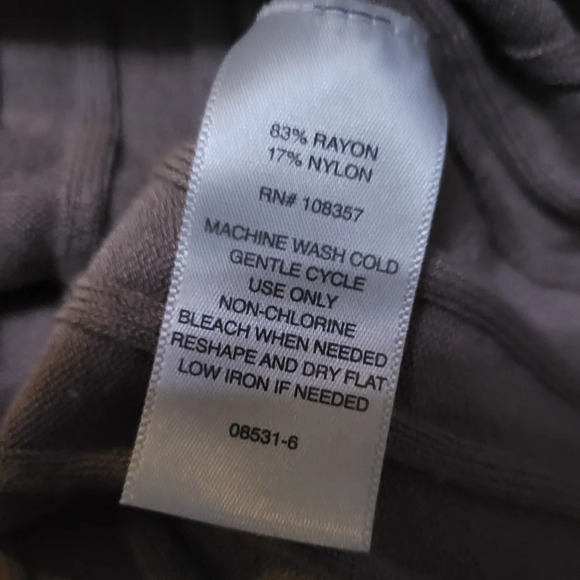 83% RAYON
17% NYLON
RN# 108357
MACHINE WASH COLD
GENTLE CYCLE
USE ONLY
NON-CHLORINE
BLEACH WHEN NEEDED
RESHAPE AND DRY FLAT
LOW IRON IF NEEDED
08531-6